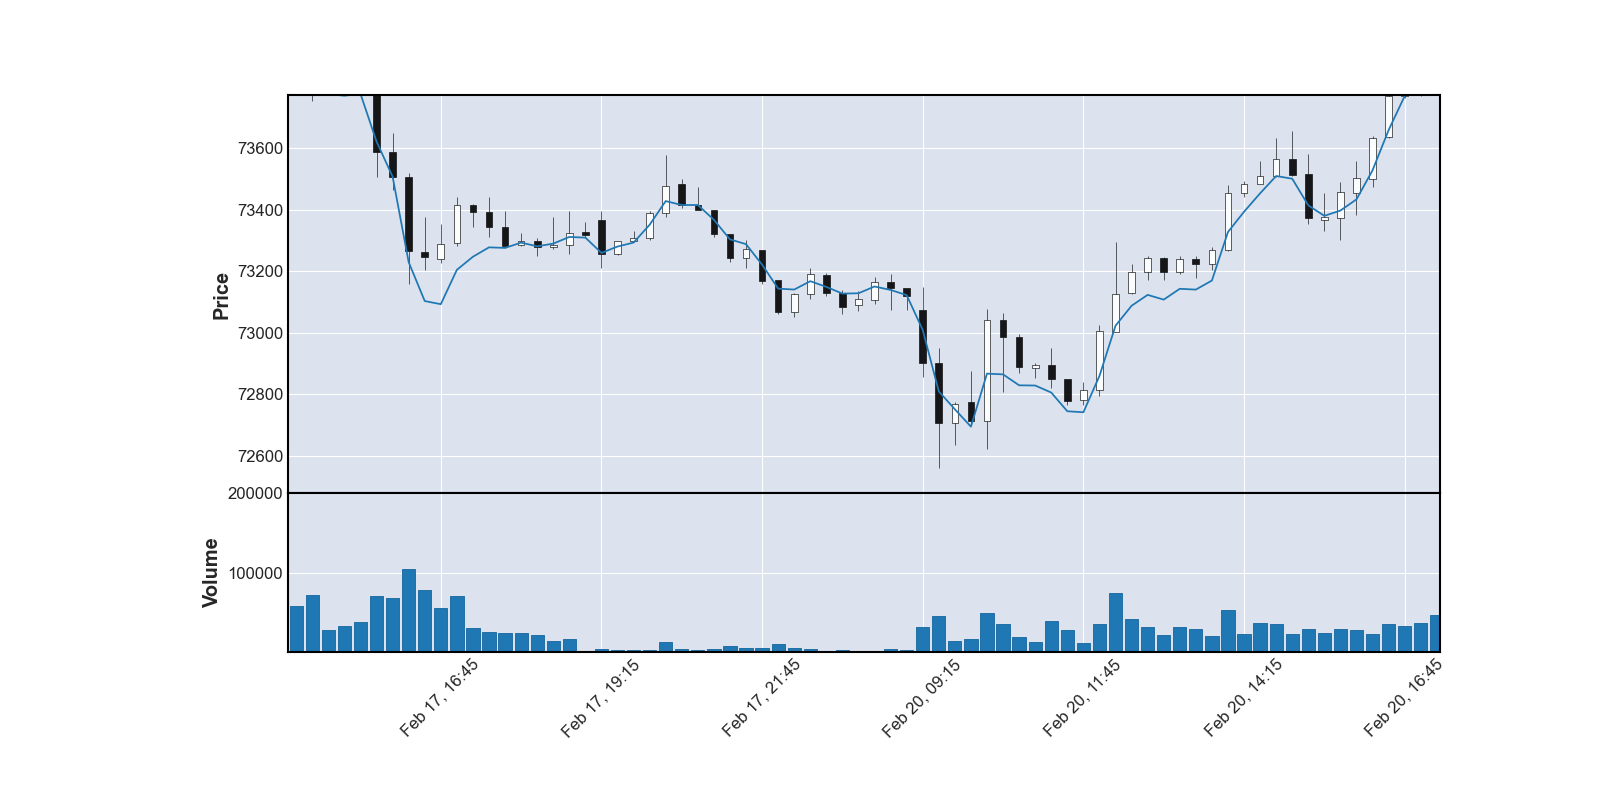 Price
73600
73400
73200
73000
72800
72600
Volume
200000
100000
Feb 17, 16:45
Feb 17, 19:15
Feb 17, 21:45
Feb 20, 09:15
Feb 20, 11:45
Feb 20, 14:15
Feb 20, 16:45